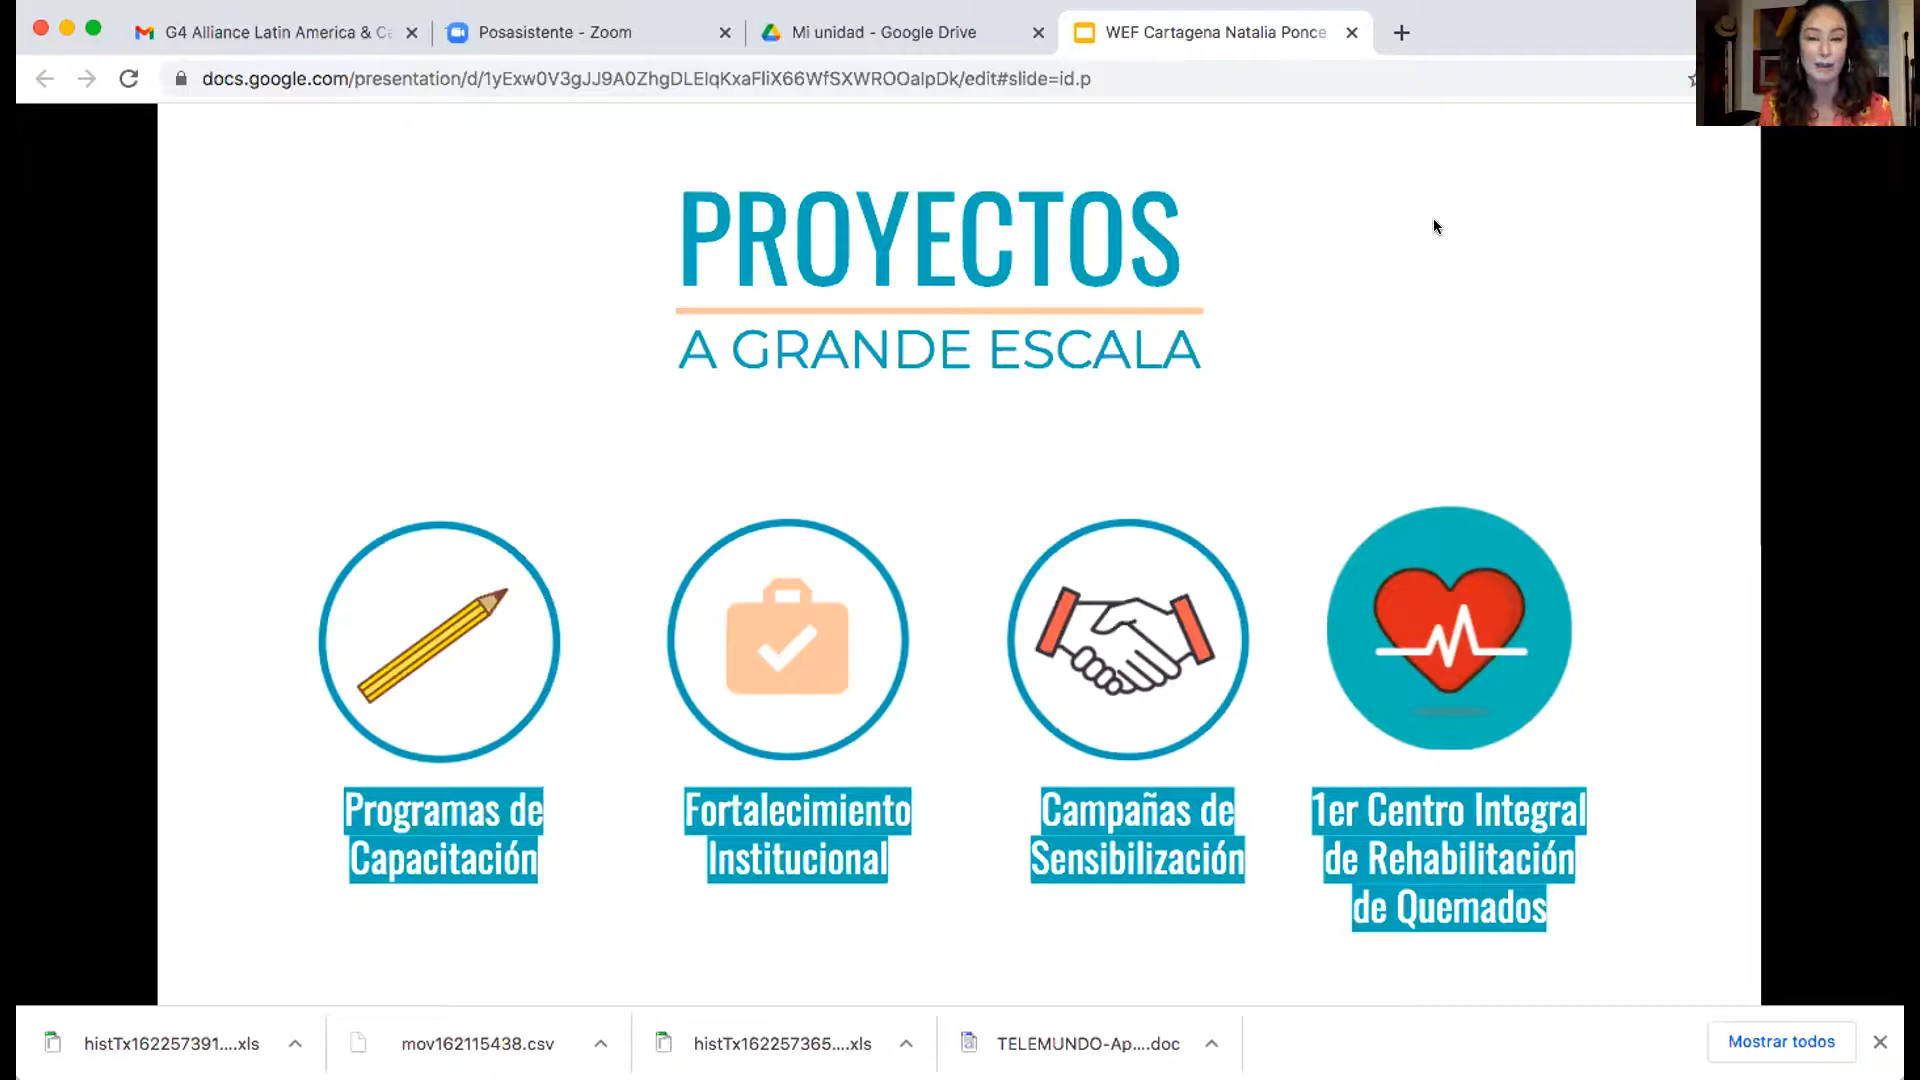 G4 Alliance Latin America & Ca
Posasistente - Zoom
Mi unidad - Google Drive
WEF Cartagena Natalia Ponce
docs.google.com/presentation/d/1yExw0V3gJJ9A0ZhgDLEIqKxaFIiX66WfSXWROOaIpDk/edit#slide=id.p
PROYECTOS
A GRANDE ESCALA
Programas de
Capacitación
Fortalecimiento
Institucional
Campañas de
Sensibilización
1er Centro Integral
de Rehabilitación
de Quemados
histTx162257391....xls
mov162115438.csv
histTx162257365....xls
TELEMUNDO-Ap....doc
Mostrar todos